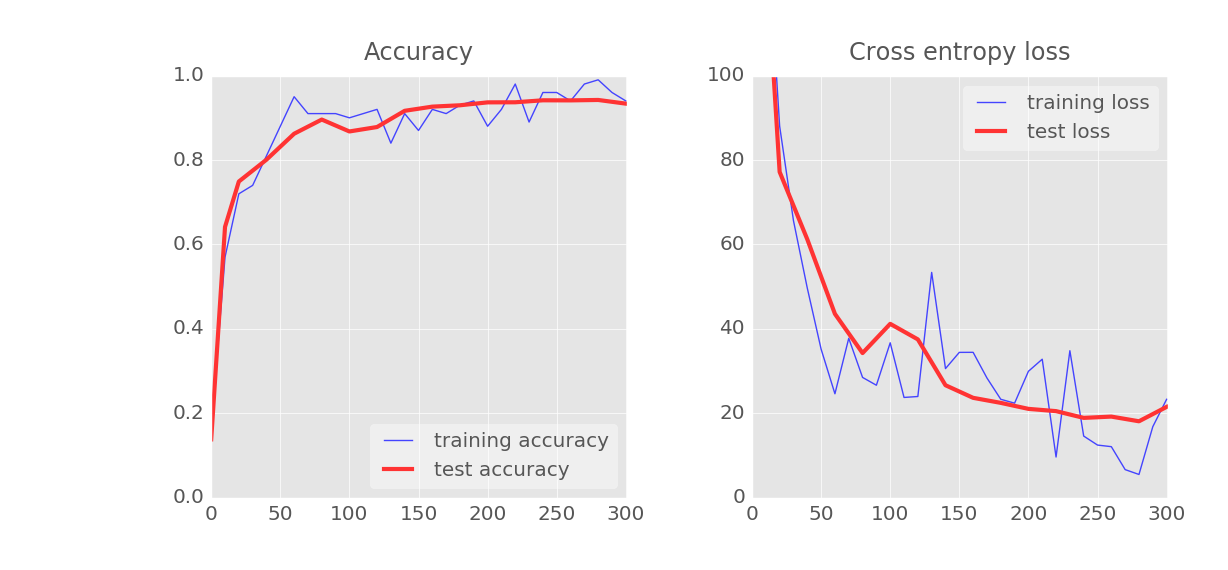 Accuracy
1.0
0.8
0.6
0.4
0.2
0.0
0 50 100 150 200 250 300
training accuracy
test accuracy
Cross entropy loss
100
80
60
40
20
0
0 50 100 150 200 250 300
training loss
test loss